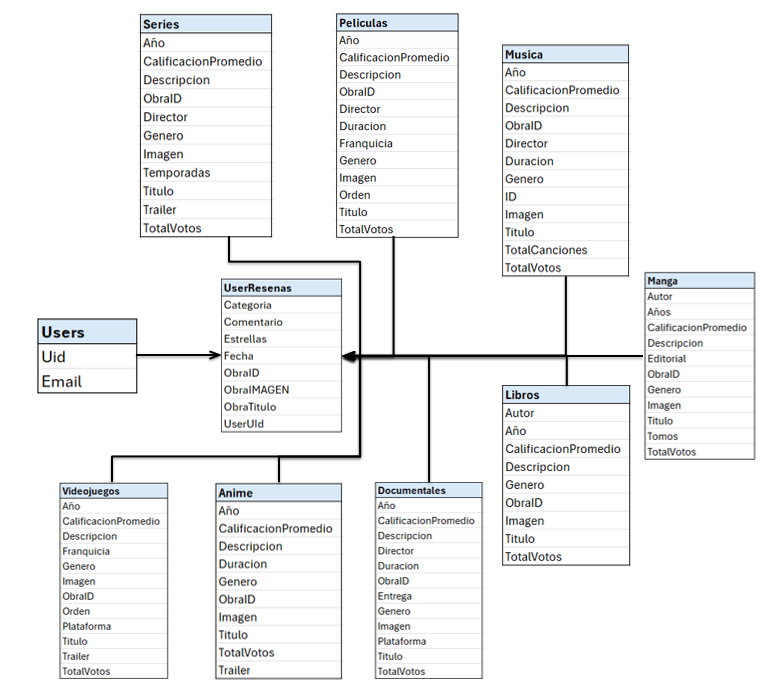 Series
Año
CalificacionPromedio
Descripcion
ObraID
Director
Genero
Imagen
Temporadas
Titulo
Trailer
TotalVotos
Peliculas
Año
CalificacionPromedio
Descripcion
ObraID
Director
Duracion
Franquicia
Genero
Imagen
Orden
Titulo
TotalVotos
Musica
Año
CalificacionPromedio
Descripcion
ObraID
Director
Duracion
Genero
ID
Imagen
Titulo
TotalCanciones
TotalVotos
Users
Uid
Email
UserResenas
Categoria
Comentario
Estrellas
Fecha
ObraID
ObraIMAGEN
ObraTitulo
UserUId
Manga
Autor
Años
CalificacionPromedio
Descripcion
Editorial
ObraID
Genero
Imagen
Titulo
Tomos
TotalVotos
Libros
Autor
Año
CalificacionPromedio
Descripcion
Genero
ObraID
Imagen
Titulo
TotalVotos
Videojuegos
Año
CalificacionPromedio
Descripcion
Franquicia
Genero
Imagen
ObraID
Orden
Plataforma
Titulo
Trailer
TotalVotos
Anime
Año
CalificacionPromedio
Descripcion
Duracion
Genero
ObraID
Imagen
Titulo
TotalVotos
Trailer
Documentales
Año
CalificacionPromedio
Descripcion
Director
Duracion
ObraID
Entrega
Genero
Imagen
Plataforma
Titulo
TotalVotos